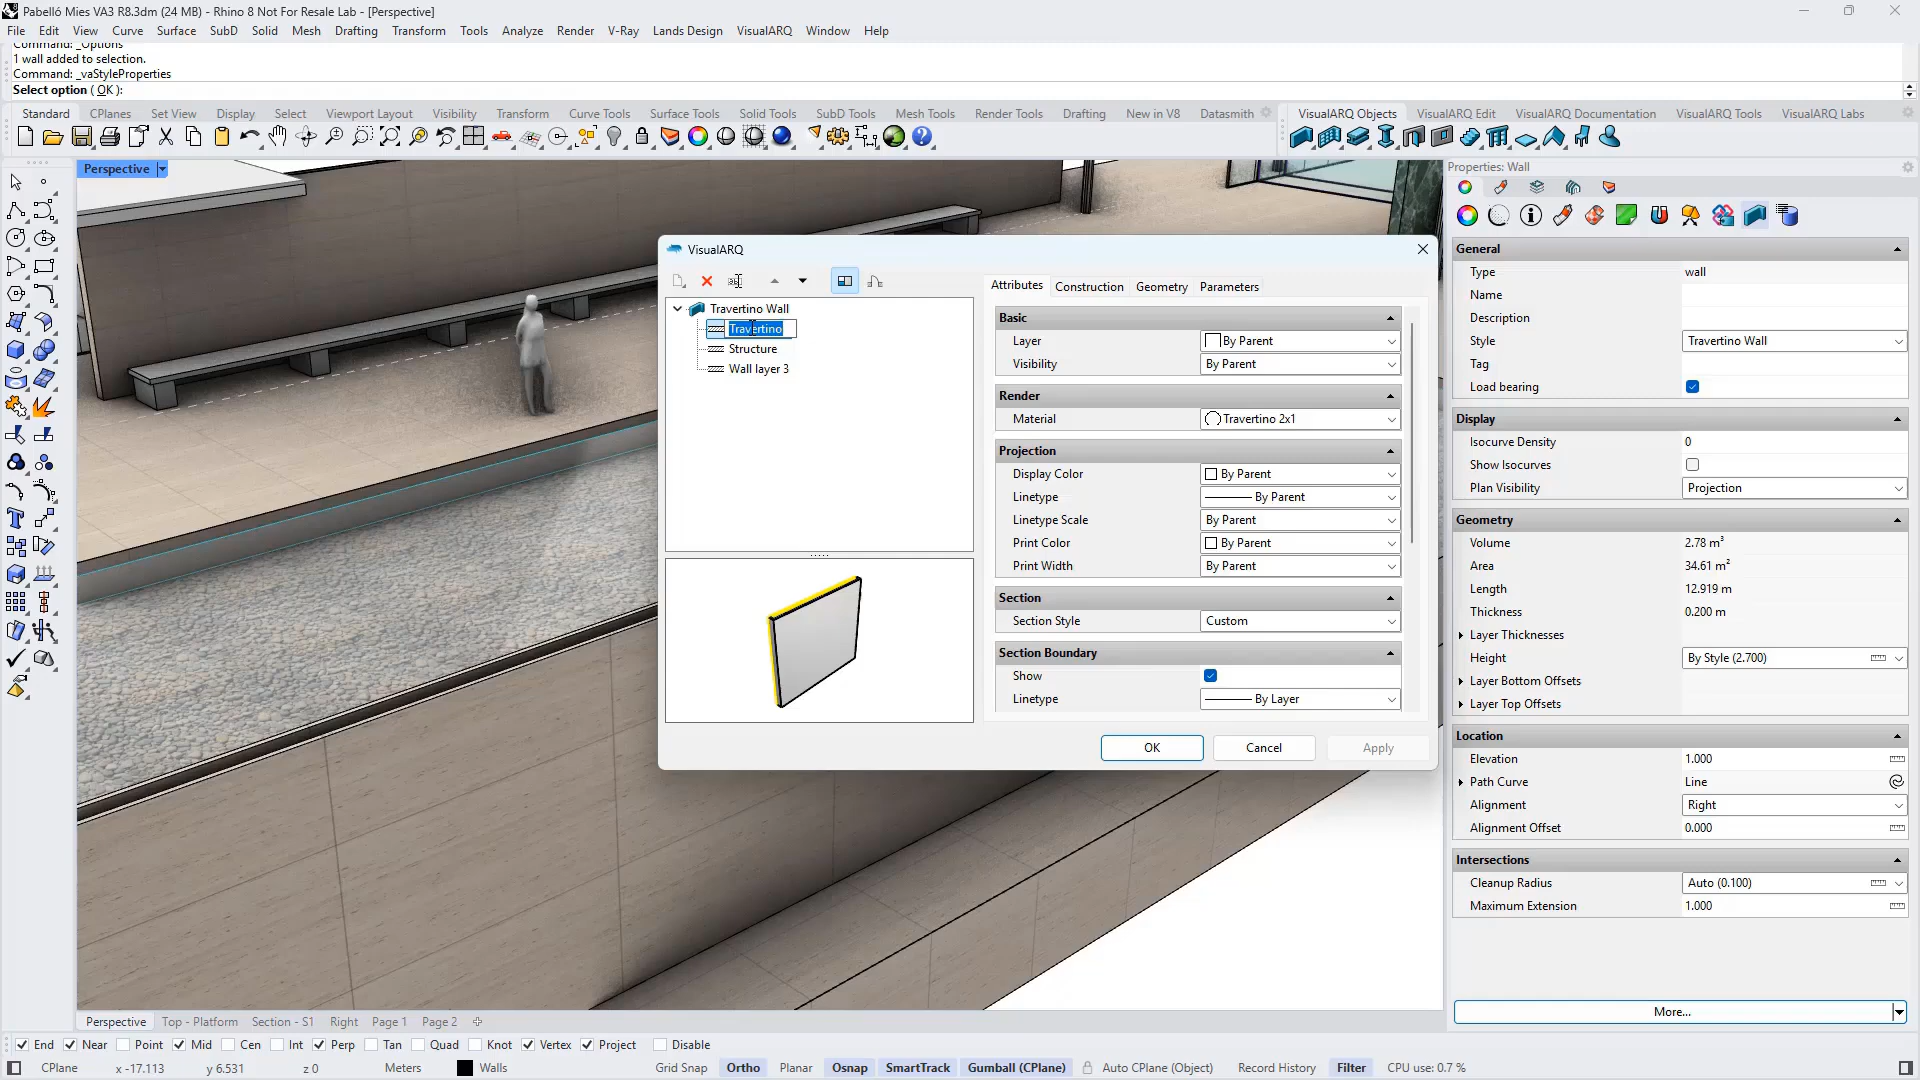 Pabelló Mies VA3 R8.3dm (24 MB) - Rhino 8 Not For Resale Lab - [Perspective]
File Edit View Curve Surface SubD Solid Mesh Drafting Transform Tools Analyze Render V-Ray Lands Design VisualARQ Window Help
Command: _Options
1 wall added to selection.
Command: _vaStyleProperties
Select option ( OK ):
Standard CPlanes Set View Display Select Viewport Layout Visibility Transform Curve Tools Surface Tools Solid Tools SubD Tools Mesh Tools Render Tools Drafting New in V8 Datasmith VisualARQ Objects VisualARQ Edit VisualARQ Documentation VisualARQ Tools VisualARQ Labs
Perspective
VisualARQ
Travertino Wall
Travertino
Structure
Wall layer 3
Attributes Construction Geometry Parameters
Basic
Layer By Parent
Visibility By Parent
Render
Material Travertino 2x1
Projection
Display Color By Parent
Linetype By Parent
Linetype Scale By Parent
Print Color By Parent
Print Width By Parent
Section
Section Style Custom
Section Boundary
Show
Linetype By Layer
OK Cancel Apply
Properties: Wall
General
Type wall
Name
Description
Style Travertino Wall
Tag
Load bearing
Display
Isocurve Density 0
Show Isocurves
Plan Visibility Projection
Geometry
Volume 2.78 m³
Area 34.61 m²
Length 12.919 m
Thickness 0.200 m
Layer Thicknesses
Height By Style (2.700)
Layer Bottom Offsets
Layer Top Offsets
Location
Elevation 1.000
Path Curve Line
Alignment Right
Alignment Offset 0.000
Intersections
Cleanup Radius Auto (0.100)
Maximum Extension 1.000
More...
Perspective Top - Platform Section - S1 Right Page 1 Page 2
End Near Point Mid Cen Int Perp Tan Quad Knot Vertex Project Disable
CPlane x -17.113 y 6.531 z 0 Meters Walls Grid Snap Ortho Planar Osnap SmartTrack Gumball (CPlane) Auto CPlane (Object) Record History Filter CPU use: 0.7 %